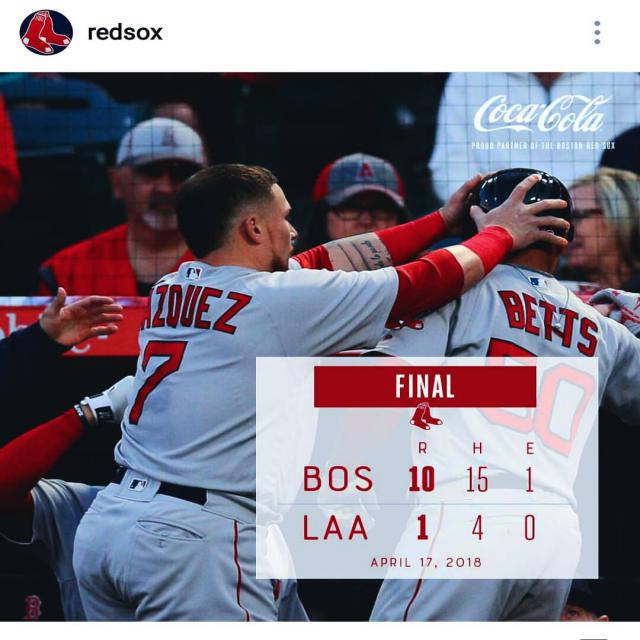 redsox
Coca-Cola
PROUD PARTNER OF THE BOSTON RED SOX
A
ZQUEZ
7
BETTS
50
FINAL
R H E
BOS 10 15 1
LAA 1 4 0
APRIL 17, 2018
B